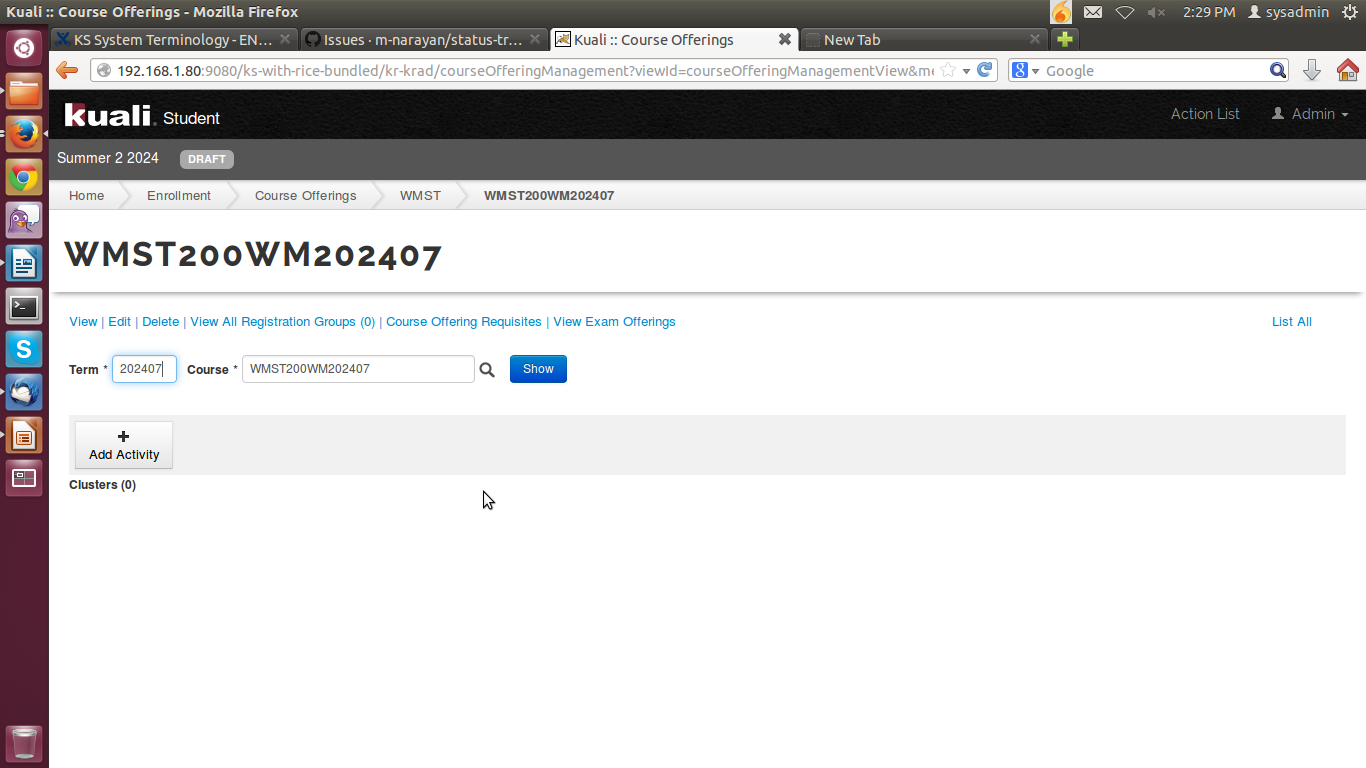 Kuali :: Course Offerings - Mozilla Firefox
2:29 PM sysadmin
KS System Terminology - EN... Issues · m-narayan/status-tr... Kuali :: Course Offerings New Tab
192.168.1.80:9080/ks-with-rice-bundled/kr-krad/courseOfferingManagement?viewId=courseOfferingManagementView&me Google
kuali. Student Action List Admin
Summer 2 2024 DRAFT
Home Enrollment Course Offerings WMST WMST200WM202407
WMST200WM202407
View | Edit | Delete | View All Registration Groups (0) | Course Offering Requisites | View Exam Offerings List All
Term * 202407 Course * WMST200WM202407 Show
+
Add Activity
Clusters (0)